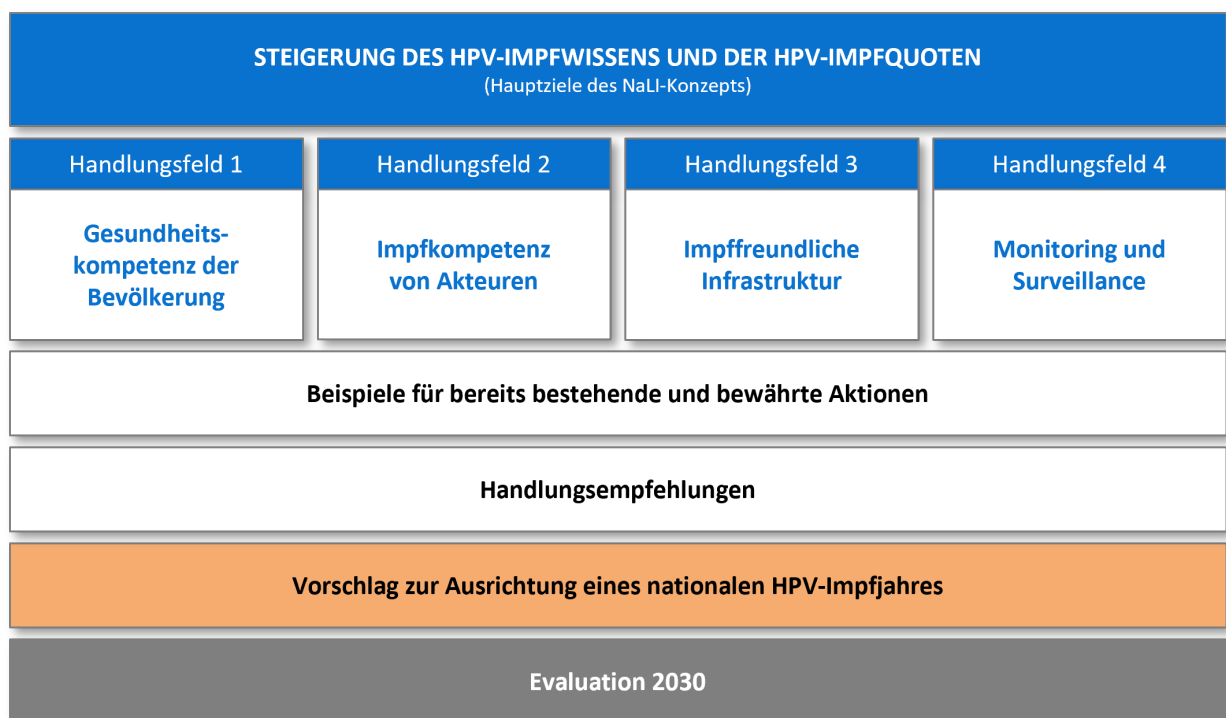 STEIGERUNG DES HPV-IMPFWISSENS UND DER HPV-IMPFQUOTEN
(Hauptziele des NaLI-Konzepts)
Handlungsfeld 1
Gesundheits-
kompetenz der
Bevölkerung
Handlungsfeld 2
Impfkompetenz
von Akteuren
Handlungsfeld 3
Impffreundliche
Infrastruktur
Handlungsfeld 4
Monitoring und
Surveillance
Beispiele für bereits bestehende und bewährte Aktionen
Handlungsempfehlungen
Vorschlag zur Ausrichtung eines nationalen HPV-Impfjahres
Evaluation 2030